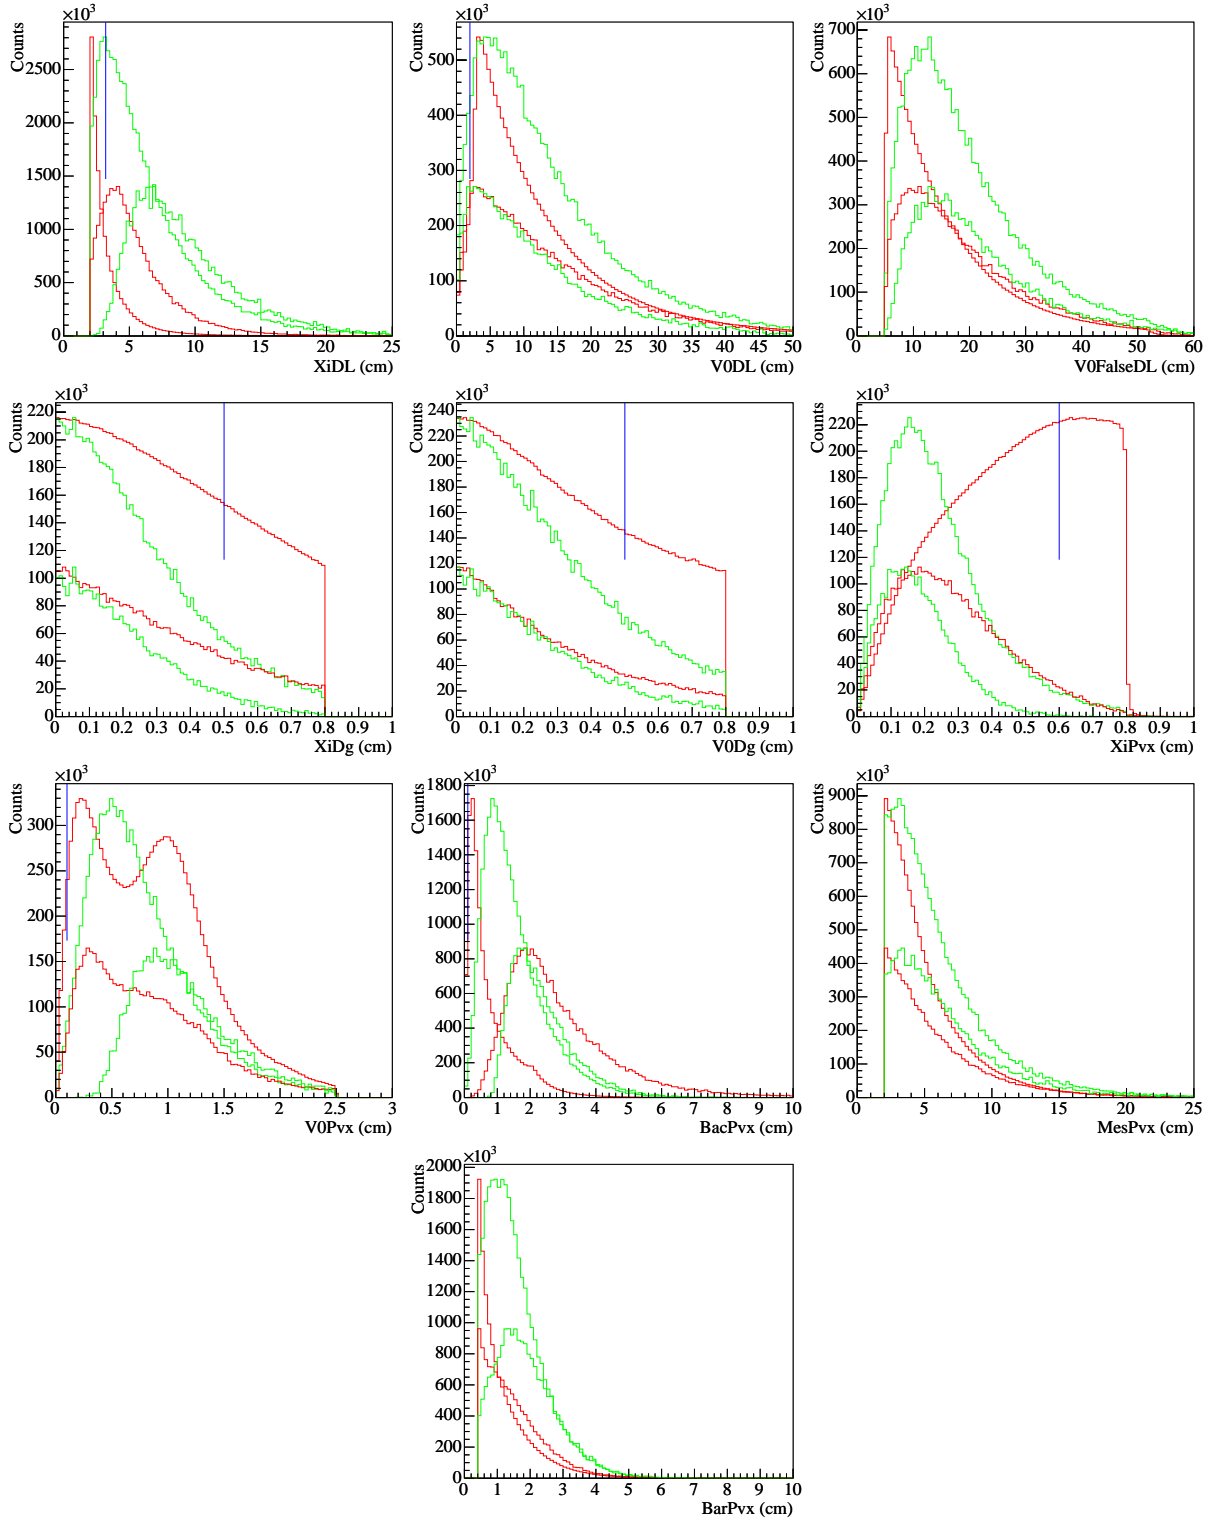 ×10³ ×10³ ×10³
Counts Counts Counts
2500 2000 1500 1000 500 0
0 5 10 15 20 25
XiDL (cm)
500 400 300 200 100 0
0 5 10 15 20 25 30 35 40 45 50
V0DL (cm)
700 600 500 400 300 200 100 0
0 10 20 30 40 50 60
V0FalseDL (cm)
×10³ ×10³ ×10³
Counts Counts Counts
220 200 180 160 140 120 100 80 60 40 20 0
0 0.1 0.2 0.3 0.4 0.5 0.6 0.7 0.8 0.9 1
XiDg (cm)
240 220 200 180 160 140 120 100 80 60 40 20 0
0 0.1 0.2 0.3 0.4 0.5 0.6 0.7 0.8 0.9 1
V0Dg (cm)
220 200 180 160 140 120 100 80 60 40 20 0
0 0.1 0.2 0.3 0.4 0.5 0.6 0.7 0.8 0.9 1
XiPvx (cm)
×10³ ×10³ ×10³
Counts Counts Counts
300 250 200 150 100 50 0
0 0.5 1 1.5 2 2.5 3
V0Pvx (cm)
1800 1600 1400 1200 1000 800 600 400 200 0
0 1 2 3 4 5 6 7 8 9 10
BacPvx (cm)
900 800 700 600 500 400 300 200 100 0
0 5 10 15 20 25
MesPvx (cm)
×10³
Counts
2000 1800 1600 1400 1200 1000 800 600 400 200 0
0 1 2 3 4 5 6 7 8 9 10
BarPvx (cm)